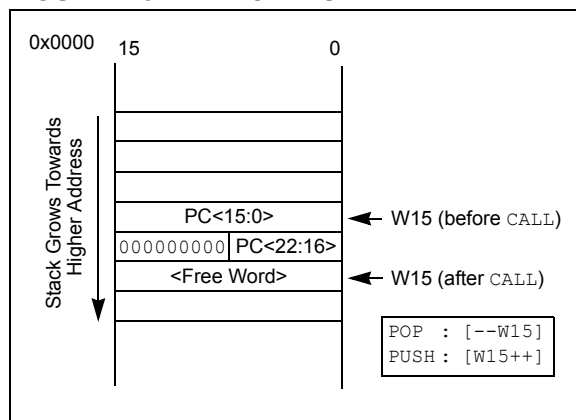 0x0000
15 0
Stack Grows Towards
Higher Address
PC<15:0>
W15 (before CALL)
000000000 PC<22:16>
<Free Word>
W15 (after CALL)
POP : [--W15]
PUSH : [W15++]